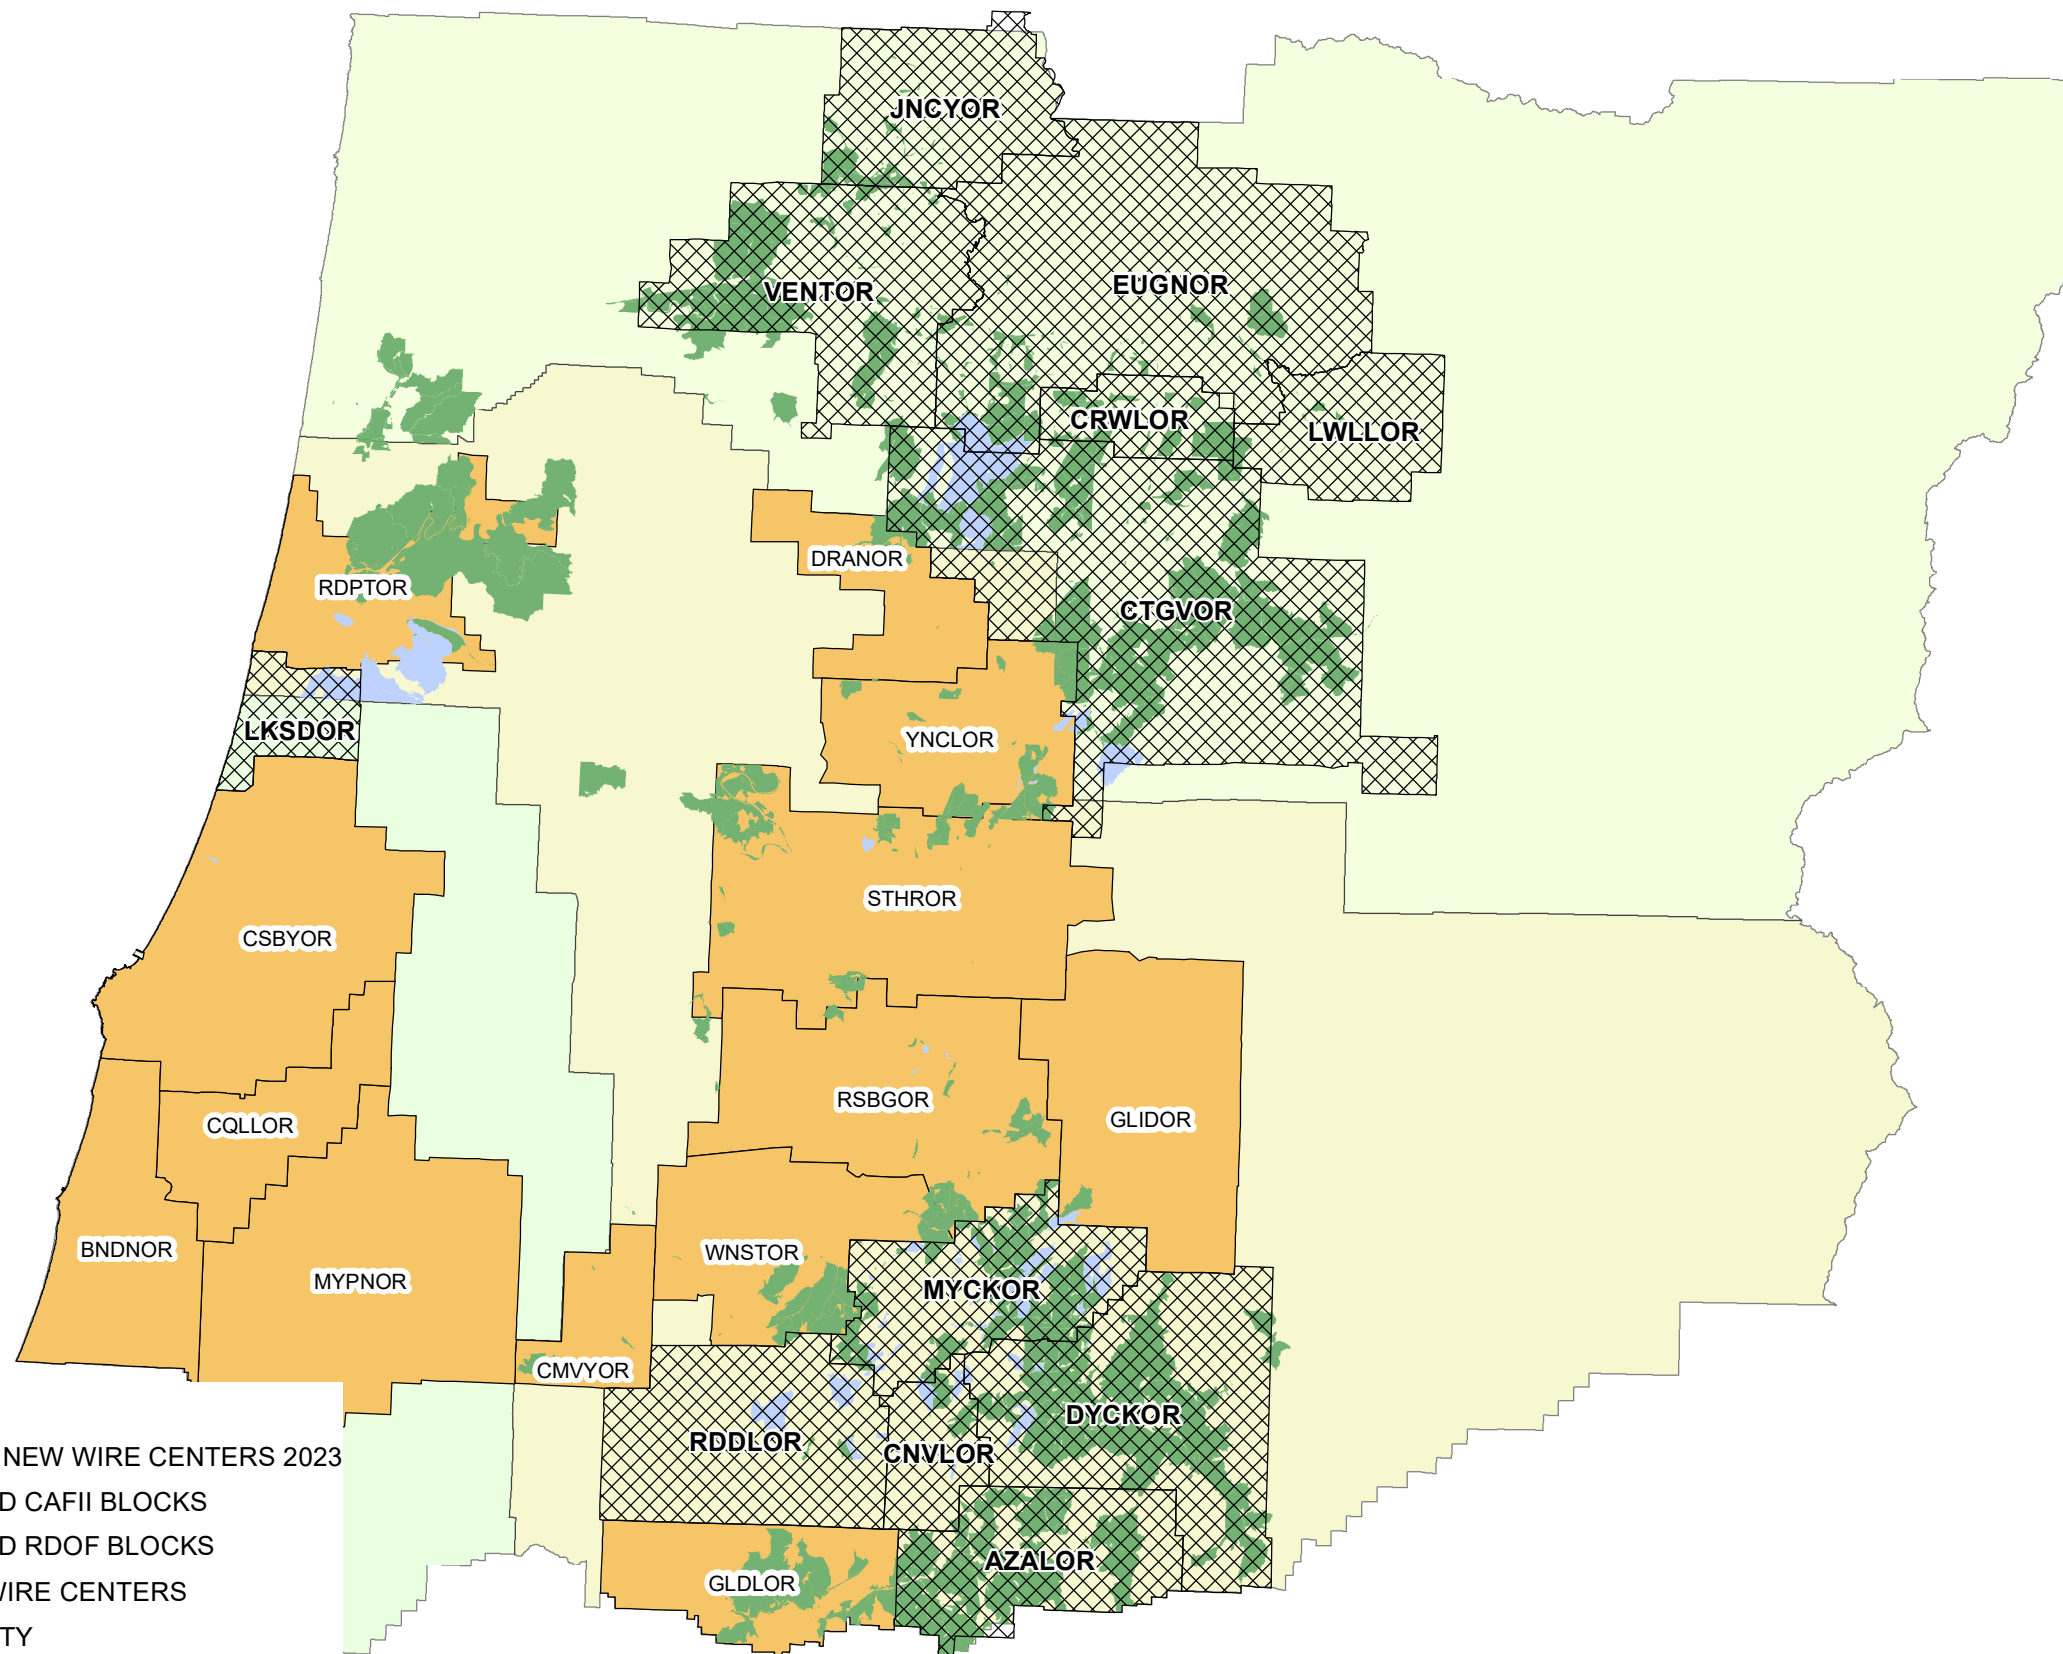 JNCYOR
VENTOR
EUGNOR
CRWLOR
LWLLOR
DRANOR
RDPTOR
CTGVOR
LKSDOR
YNCLOR
STHROR
CSBYOR
RSBGOR
GLIDOR
CQLLOR
BNDNOR
MYPNOR
WNSTOR
MYCKOR
CMVYOR
DYCKOR
RDDLOR
CNVLOR
AZALOR
GLDLOR
NEW WIRE CENTERS 2023
D CAFII BLOCKS
D RDOF BLOCKS
WIRE CENTERS
TY